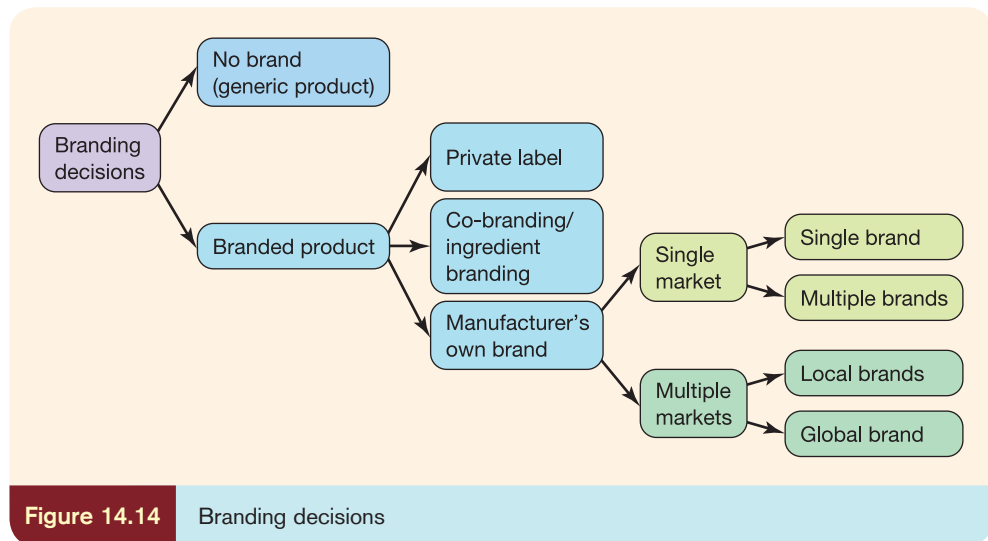 No brand
(generic product)
Branding
decisions
Branded product
Private label
Co-branding/
ingredient
branding
Manufacturer's
own brand
Single
market
Multiple
markets
Single brand
Multiple brands
Local brands
Global brand
Figure 14.14
Branding decisions